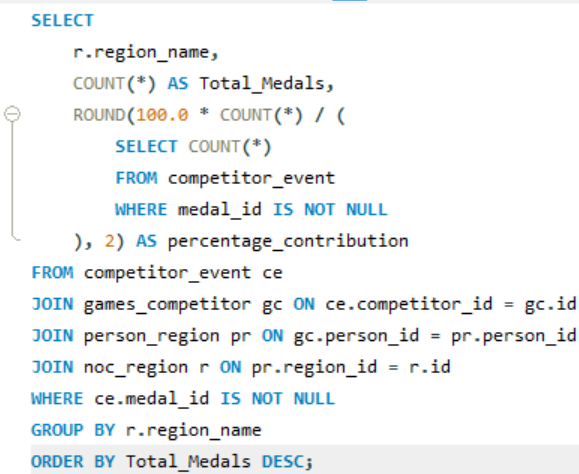 SELECT
r.region_name,
COUNT(*) AS Total_Medals,
ROUND(100.0 * COUNT(*) / (
SELECT COUNT(*)
FROM competitor_event
WHERE medal_id IS NOT NULL
), 2) AS percentage_contribution
FROM competitor_event ce
JOIN games_competitor gc ON ce.competitor_id = gc.id
JOIN person_region pr ON gc.person_id = pr.person_id
JOIN noc_region r ON pr.region_id = r.id
WHERE ce.medal_id IS NOT NULL
GROUP BY r.region_name
ORDER BY Total_Medals DESC;